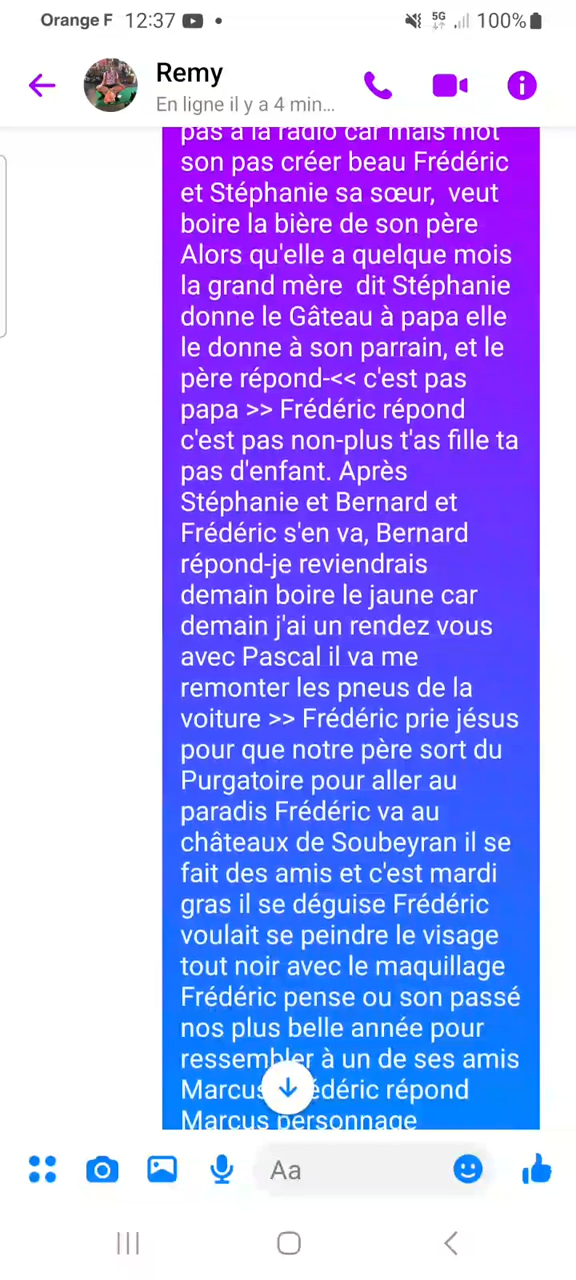 Orange F 12:37 5G 100%
Remy
En ligne il y a 4 min...
pas à la radio car mais mot
son pas créer beau Frédéric
et Stéphanie sa sœur, veut
boire la bière de son père
Alors qu'elle a quelque mois
la grand mère dit Stéphanie
donne le Gâteau à papa elle
le donne à son parrain, et le
père répond-<< c'est pas
papa >> Frédéric répond
c'est pas non-plus t'as fille ta
pas d'enfant. Après
Stéphanie et Bernard et
Frédéric s'en va, Bernard
répond-je reviendrais
demain boire le jaune car
demain j'ai un rendez vous
avec Pascal il va me
remonter les pneus de la
voiture >> Frédéric prie jésus
pour que notre père sort du
Purgatoire pour aller au
paradis Frédéric va au
châteaux de Soubeyran il se
fait des amis et c'est mardi
gras il se déguise Frédéric
voulait se peindre le visage
tout noir avec le maquillage
Frédéric pense ou son passé
nos plus belle année pour
ressembler à un de ses amis
Marcus Frédéric répond
Marcus personnage
Aa